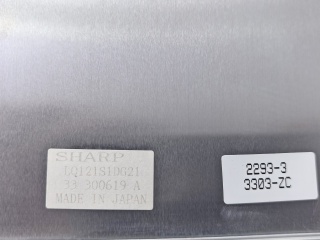 SHARP
LQ121S1DG21
33 300619 A
MADE IN JAPAN
2293-3
3303-ZC